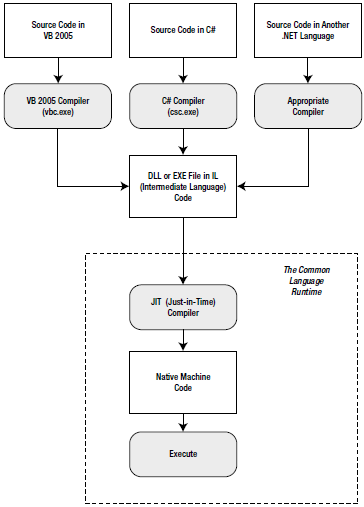 Source Code in
VB 2005
Source Code in C#
Source Code in Another
.NET Language
VB 2005 Compiler
(vbc.exe)
C# Compiler
(csc.exe)
Appropriate
Compiler
DLL or EXE File in IL
(Intermediate Language)
Code
The Common
Language
Runtime
JIT (Just-in-Time)
Compiler
Native Machine
Code
Execute